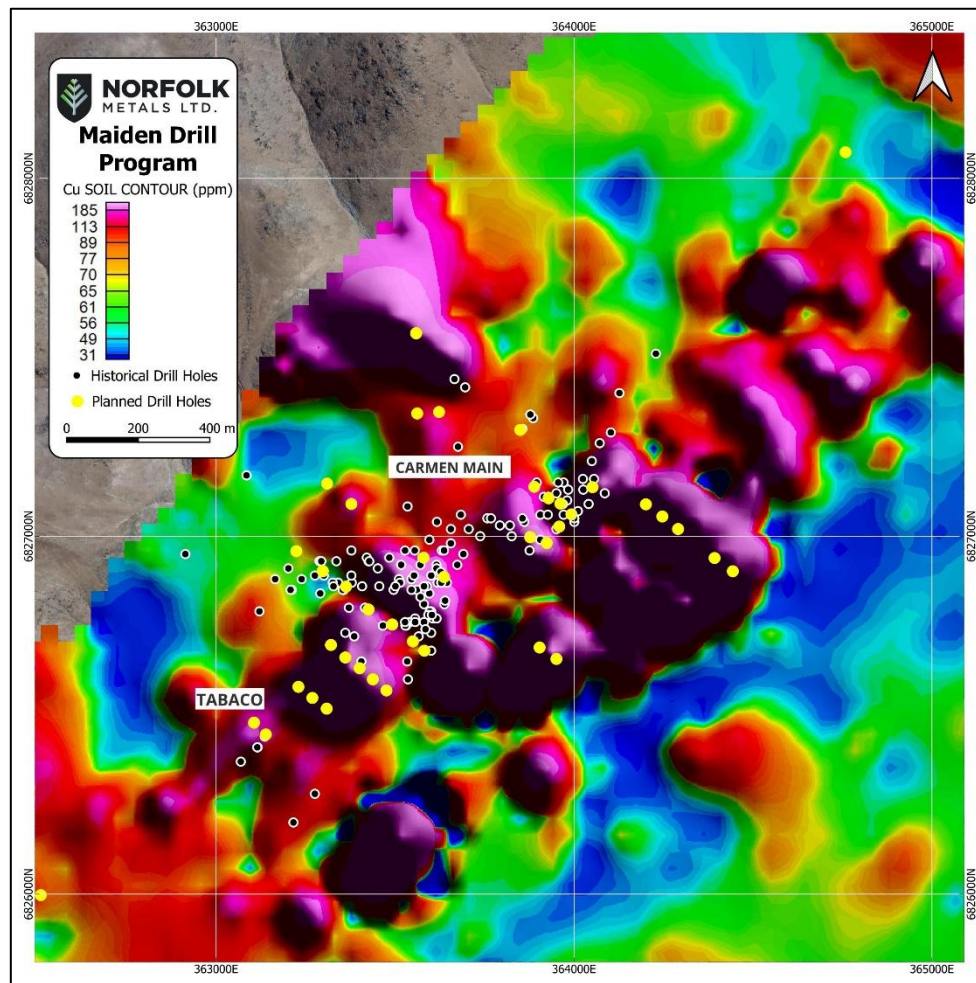 363000E
364000E
365000E
NORFOLK
METALS LTD.
Maiden Drill
Program
Cu SOIL CONTOUR (ppm)
185
113
89
77
70
65
61
56
49
31
Historical Drill Holes
Planned Drill Holes
0 200 400 m
6828000N
6828000N
CARMEN MAIN
6827000N
6827000N
TABACO
6826000N
6826000N
363000E
364000E
365000E